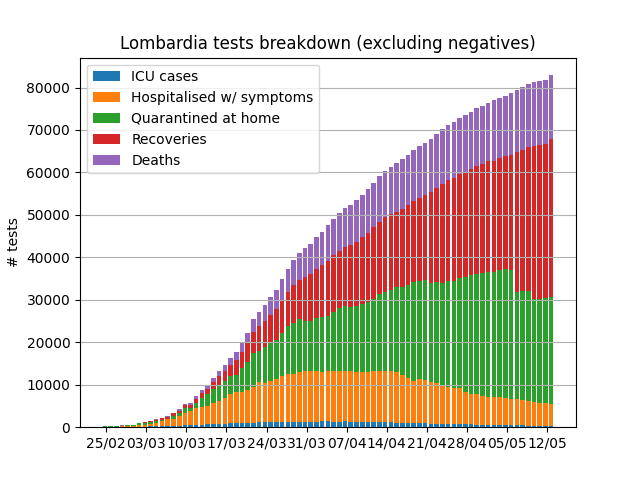 Lombardia tests breakdown (excluding negatives)
ICU cases
Hospitalised w/ symptoms
Quarantined at home
Recoveries
Deaths
# tests
80000
70000
60000
50000
40000
30000
20000
10000
0
25/02 03/03 10/03 17/03 24/03 31/03 07/04 14/04 21/04 28/04 05/05 12/05